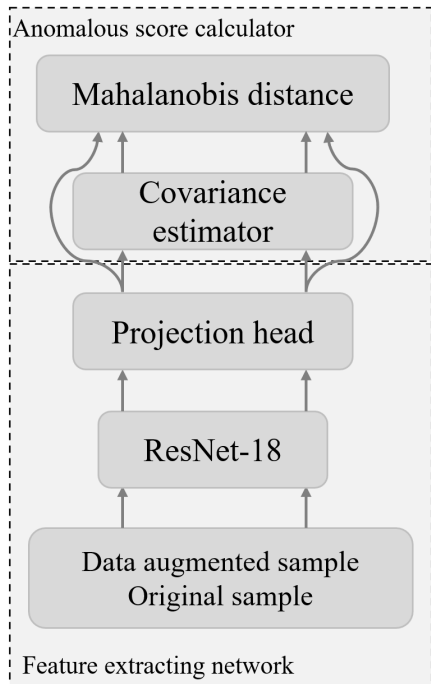 Anomalous score calculator
Mahalanobis distance
Covariance
estimator
Projection head
ResNet-18
Data augmented sample
Original sample
Feature extracting network